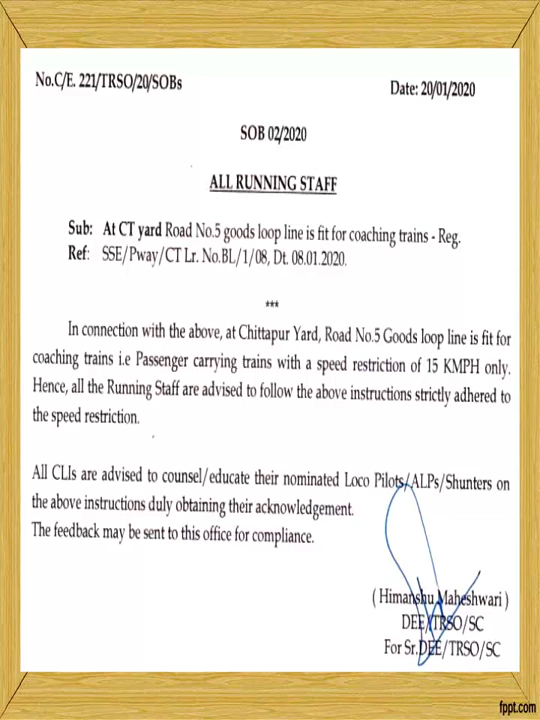 No.C/E. 221/TRSO/20/SOBs
Date: 20/01/2020
SOB 02/2020
ALL RUNNING STAFF
Sub: At CT yard Road No.5 goods loop line is fit for coaching trains - Reg.
Ref: SSE/Pway/CT Lr. No.BL/1/08, Dt. 08.01.2020.
***
In connection with the above, at Chittapur Yard, Road No.5 Goods loop line is fit for
coaching trains i.e Passenger carrying trains with a speed restriction of 15 KMPH only.
Hence, all the Running Staff are advised to follow the above instructions strictly adhered to
the speed restriction.
All CLIs are advised to counsel/educate their nominated Loco Pilots/ALPs/Shunters on
the above instructions duly obtaining their acknowledgement.
The feedback may be sent to this office for compliance.
( Himanshu Maheshwari )
DEE/TRSO/SC
For Sr.DEE/TRSO/SC
fppt.com